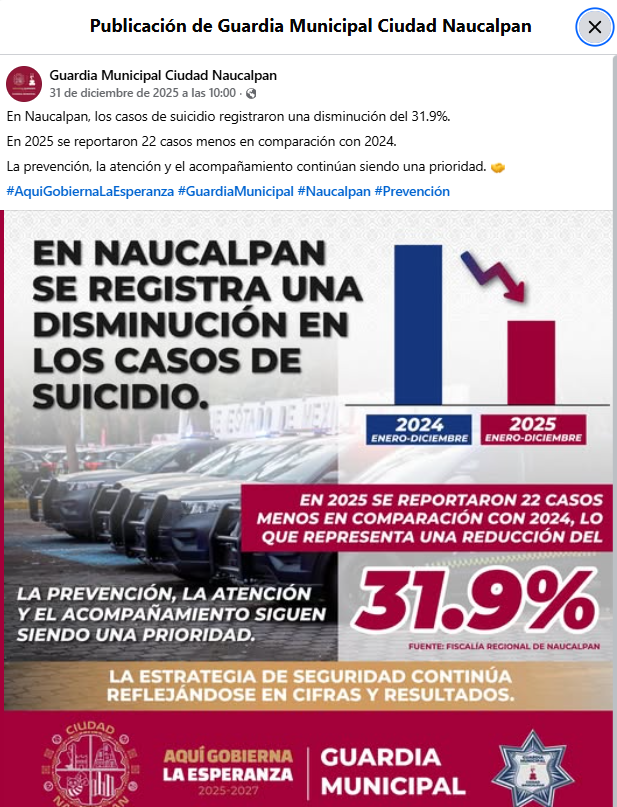 Publicación de Guardia Municipal Ciudad Naucalpan
Guardia Municipal Ciudad Naucalpan
31 de diciembre de 2025 a las 10:00 ·
En Naucalpan, los casos de suicidio registraron una disminución del 31.9%.
En 2025 se reportaron 22 casos menos en comparación con 2024.
La prevención, la atención y el acompañamiento continúan siendo una prioridad. 🤝
#AquíGobiernaLaEsperanza #GuardiaMunicipal #Naucalpan #Prevención
EN NAUCALPAN
SE REGISTRA UNA
DISMINUCIÓN EN
LOS CASOS DE
SUICIDIO.
2024
ENERO-DICIEMBRE
2025
ENERO-DICIEMBRE
ESTADO DE MÉXICO
EN 2025 SE REPORTARON 22 CASOS
MENOS EN COMPARACIÓN CON 2024, LO
QUE REPRESENTA UNA REDUCCIÓN DEL
31.9%
FUENTE: FISCALÍA REGIONAL DE NAUCALPAN
LA PREVENCIÓN, LA ATENCIÓN
Y EL ACOMPAÑAMIENTO SIGUEN
SIENDO UNA PRIORIDAD.
LA ESTRATEGIA DE SEGURIDAD CONTINÚA
REFLEJÁNDOSE EN CIFRAS Y RESULTADOS.
CIUDAD
NAUCALPAN
AQUÍ GOBIERNA
LA ESPERANZA
2025-2027
GUARDIA
MUNICIPAL